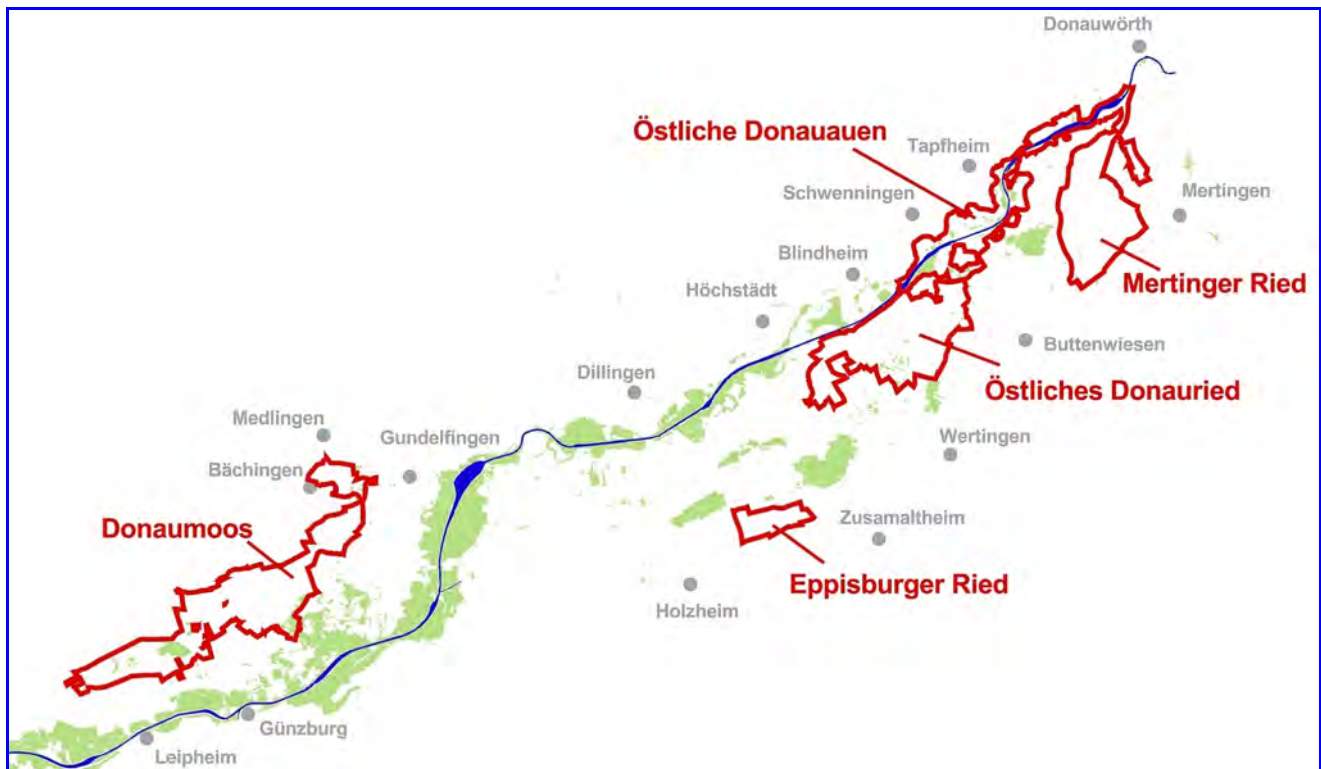 Donauwörth
Östliche Donauauen
Tapfheim
Schwenningen
Mertingen
Blindheim
Mertinger Ried
Höchstädt
Buttenwiesen
Dillingen
Östliches Donauried
Medlingen
Gundelfingen
Wertingen
Bächingen
Donaumoos
Zusamaltheim
Eppisburger Ried
Holzheim
Günzburg
Leipheim